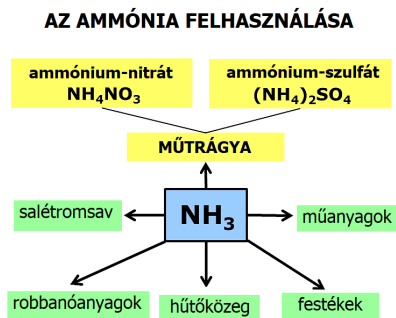 AZ AMMÓNIA FELHASZNÁLÁSA
ammónium-nitrát
NH₄NO₃
ammónium-szulfát
(NH₄)₂SO₄
MŰTRÁGYA
salétromsav
NH₃
műanyagok
robbanóanyagok
hűtőközeg
festékek